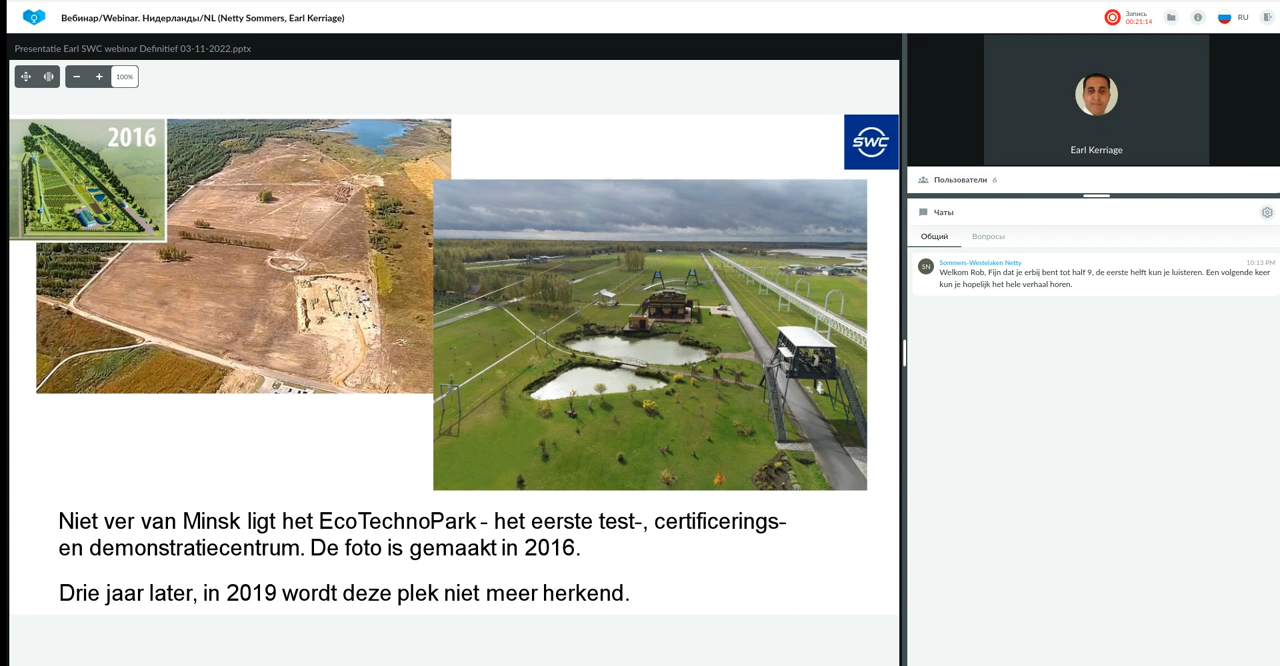 Вебинар/Webinar. Нидерланды/NL (Netty Sommers, Earl Kerriage)
Запись
00:21:14
RU
Presentatie Earl SWC webinar Definitief 03-11-2022.pptx
100%
2016
SWC
Earl Kerriage
Пользователи 6
Чаты
Общий Вопросы
SN
Sommers-Westelaken Netty 10:13 PM
Welkom Rob, Fijn dat je erbij bent tot half 9, de eerste helft kun je luisteren. Een volgende keer
kun je hopelijk het hele verhaal horen.
Niet ver van Minsk ligt het EcoTechnoPark - het eerste test-, certificerings-
en demonstratiecentrum. De foto is gemaakt in 2016.
Drie jaar later, in 2019 wordt deze plek niet meer herkend.